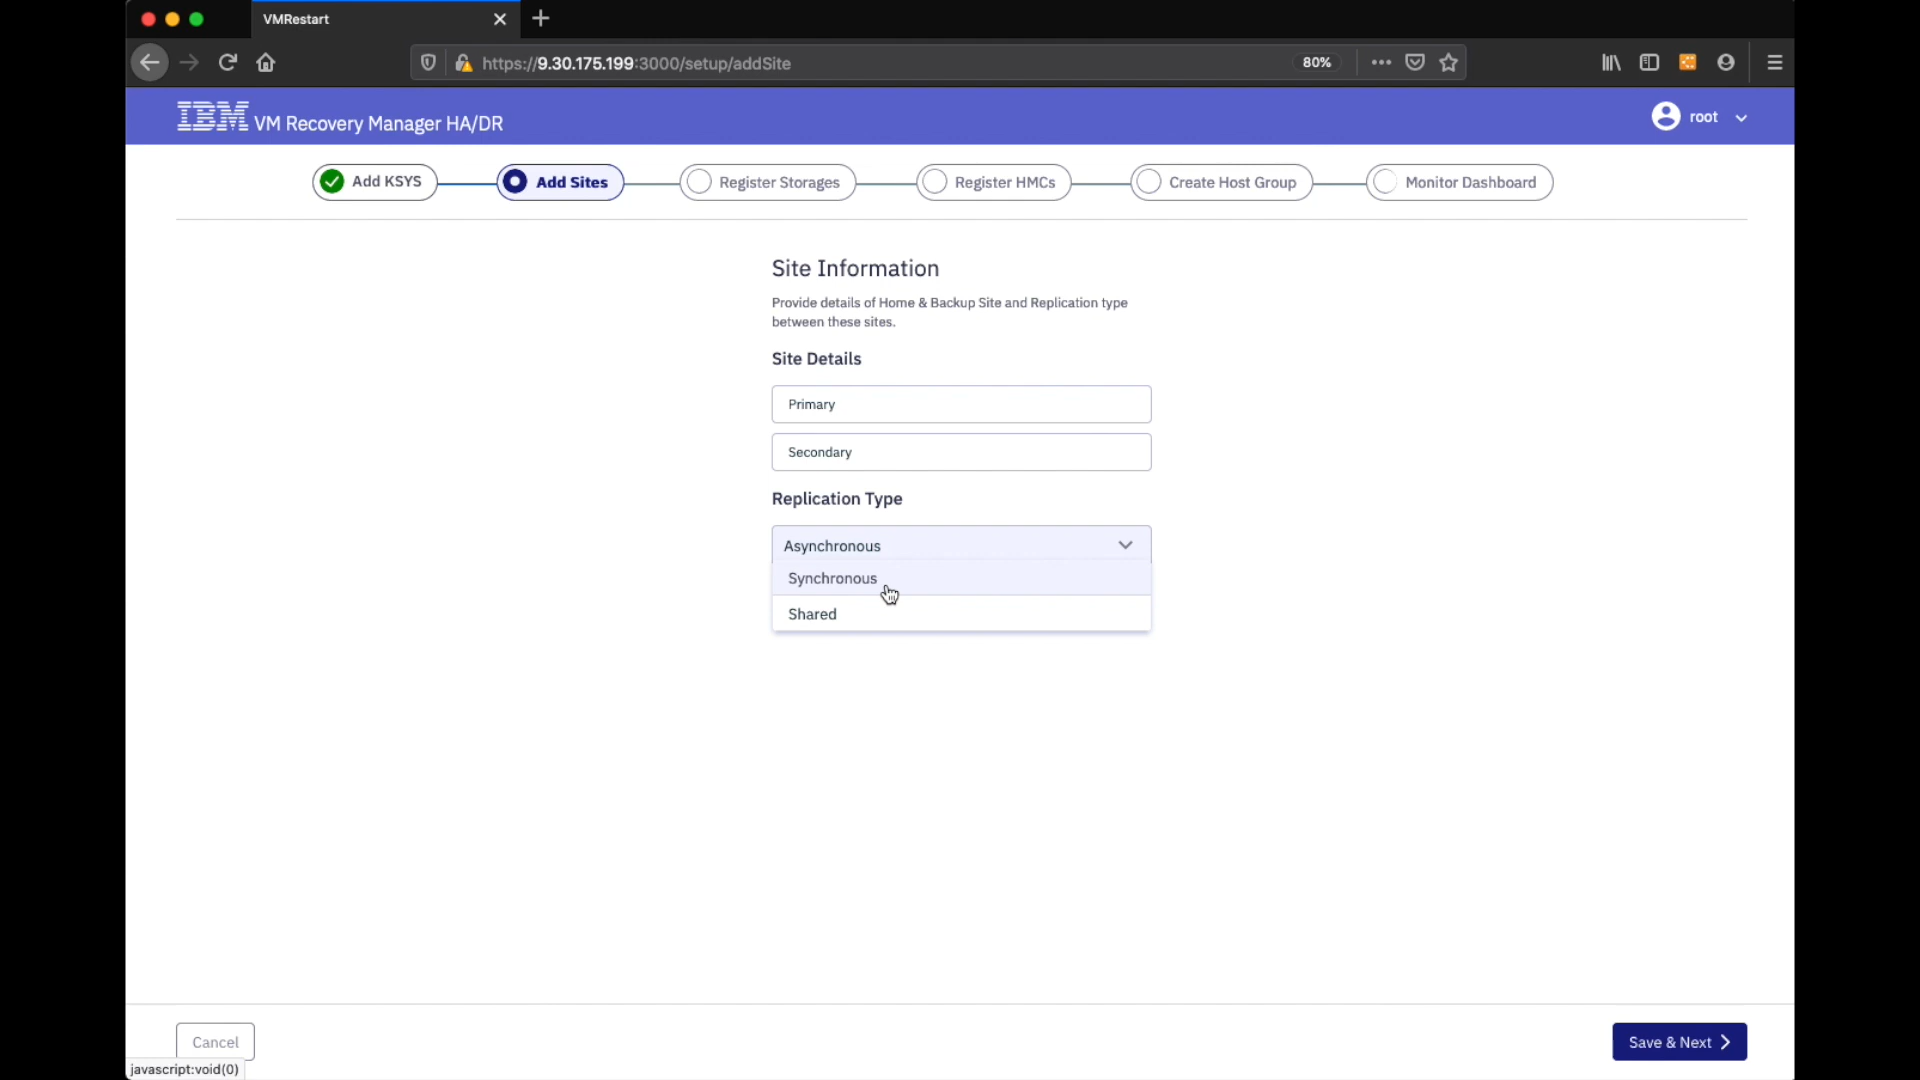 VMRestart
https://9.30.175.199:3000/setup/addSite
80%
IBM VM Recovery Manager HA/DR
root
Add KSYS
Add Sites
Register Storages
Register HMCs
Create Host Group
Monitor Dashboard
Site Information
Provide details of Home & Backup Site and Replication type
between these sites.
Site Details
Primary
Secondary
Replication Type
Asynchronous
Synchronous
Shared
Cancel
Save & Next
javascript:void(0)